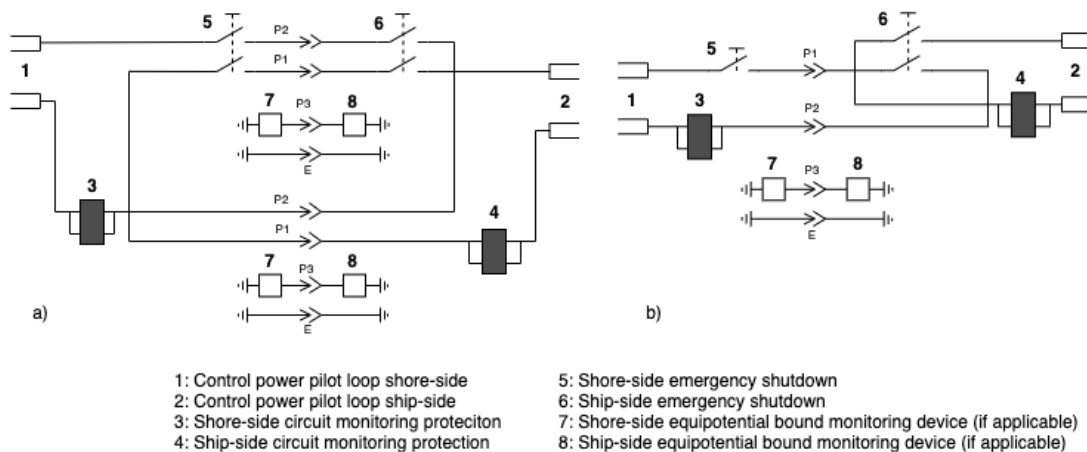 5 P2 6
P1
1
2
7 P3 8
E
3 P2 4
P1
7 P3 8
E
a)
6
5 P1 4
2
1 3
P2
7 P3 8
E
b)
1: Control power pilot loop shore-side
2: Control power pilot loop ship-side
3: Shore-side circuit monitoring proteciton
4: Ship-side circuit monitoring protection
5: Shore-side emergency shutdown
6: Ship-side emergency shutdown
7: Shore-side equipotential bound monitoring device (if applicable)
8: Ship-side equipotential bound monitoring device (if applicable)